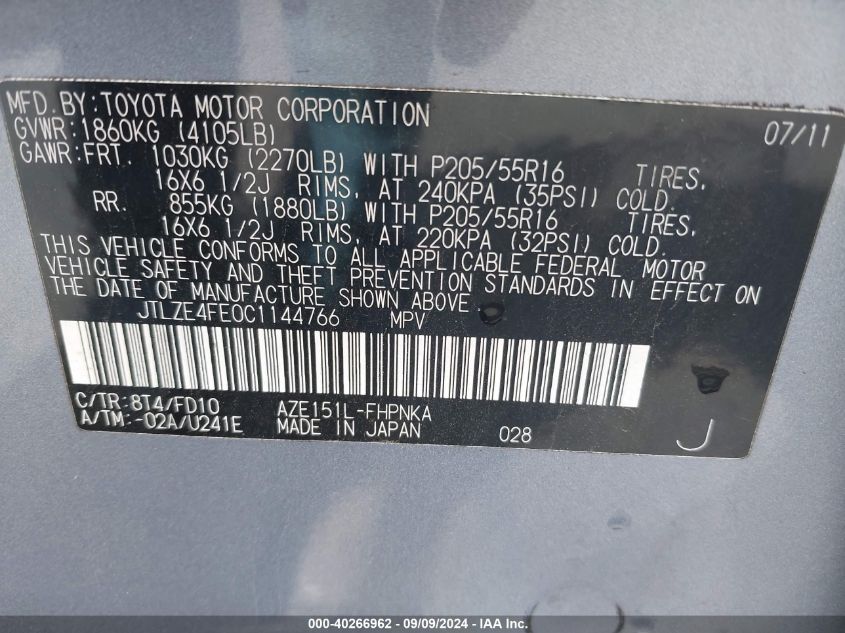 MFD. BY: TOYOTA MOTOR CORPORATION 07/11
GVWR: 1860KG (4105LB)
GAWR: FRT. 1030KG (2270LB) WITH P205/55R16 TIRES,
16X6 1/2J RIMS, AT 240KPA (35PSI) COLD.
RR. 855KG (1880LB) WITH P205/55R16 TIRES,
16X6 1/2J RIMS, AT 220KPA (32PSI) COLD.
THIS VEHICLE CONFORMS TO ALL APPLICABLE FEDERAL MOTOR
VEHICLE SAFETY AND THEFT PREVENTION STANDARDS IN EFFECT ON
THE DATE OF MANUFACTURE SHOWN ABOVE.
JTLZE4FE0C1144766 MPV
C/TR: 8T4/FD10 AZE151L-FHPNKA
A/TM: -02A/U241E MADE IN JAPAN 028
J
000-40266962 - 09/09/2024 - IAA Inc.